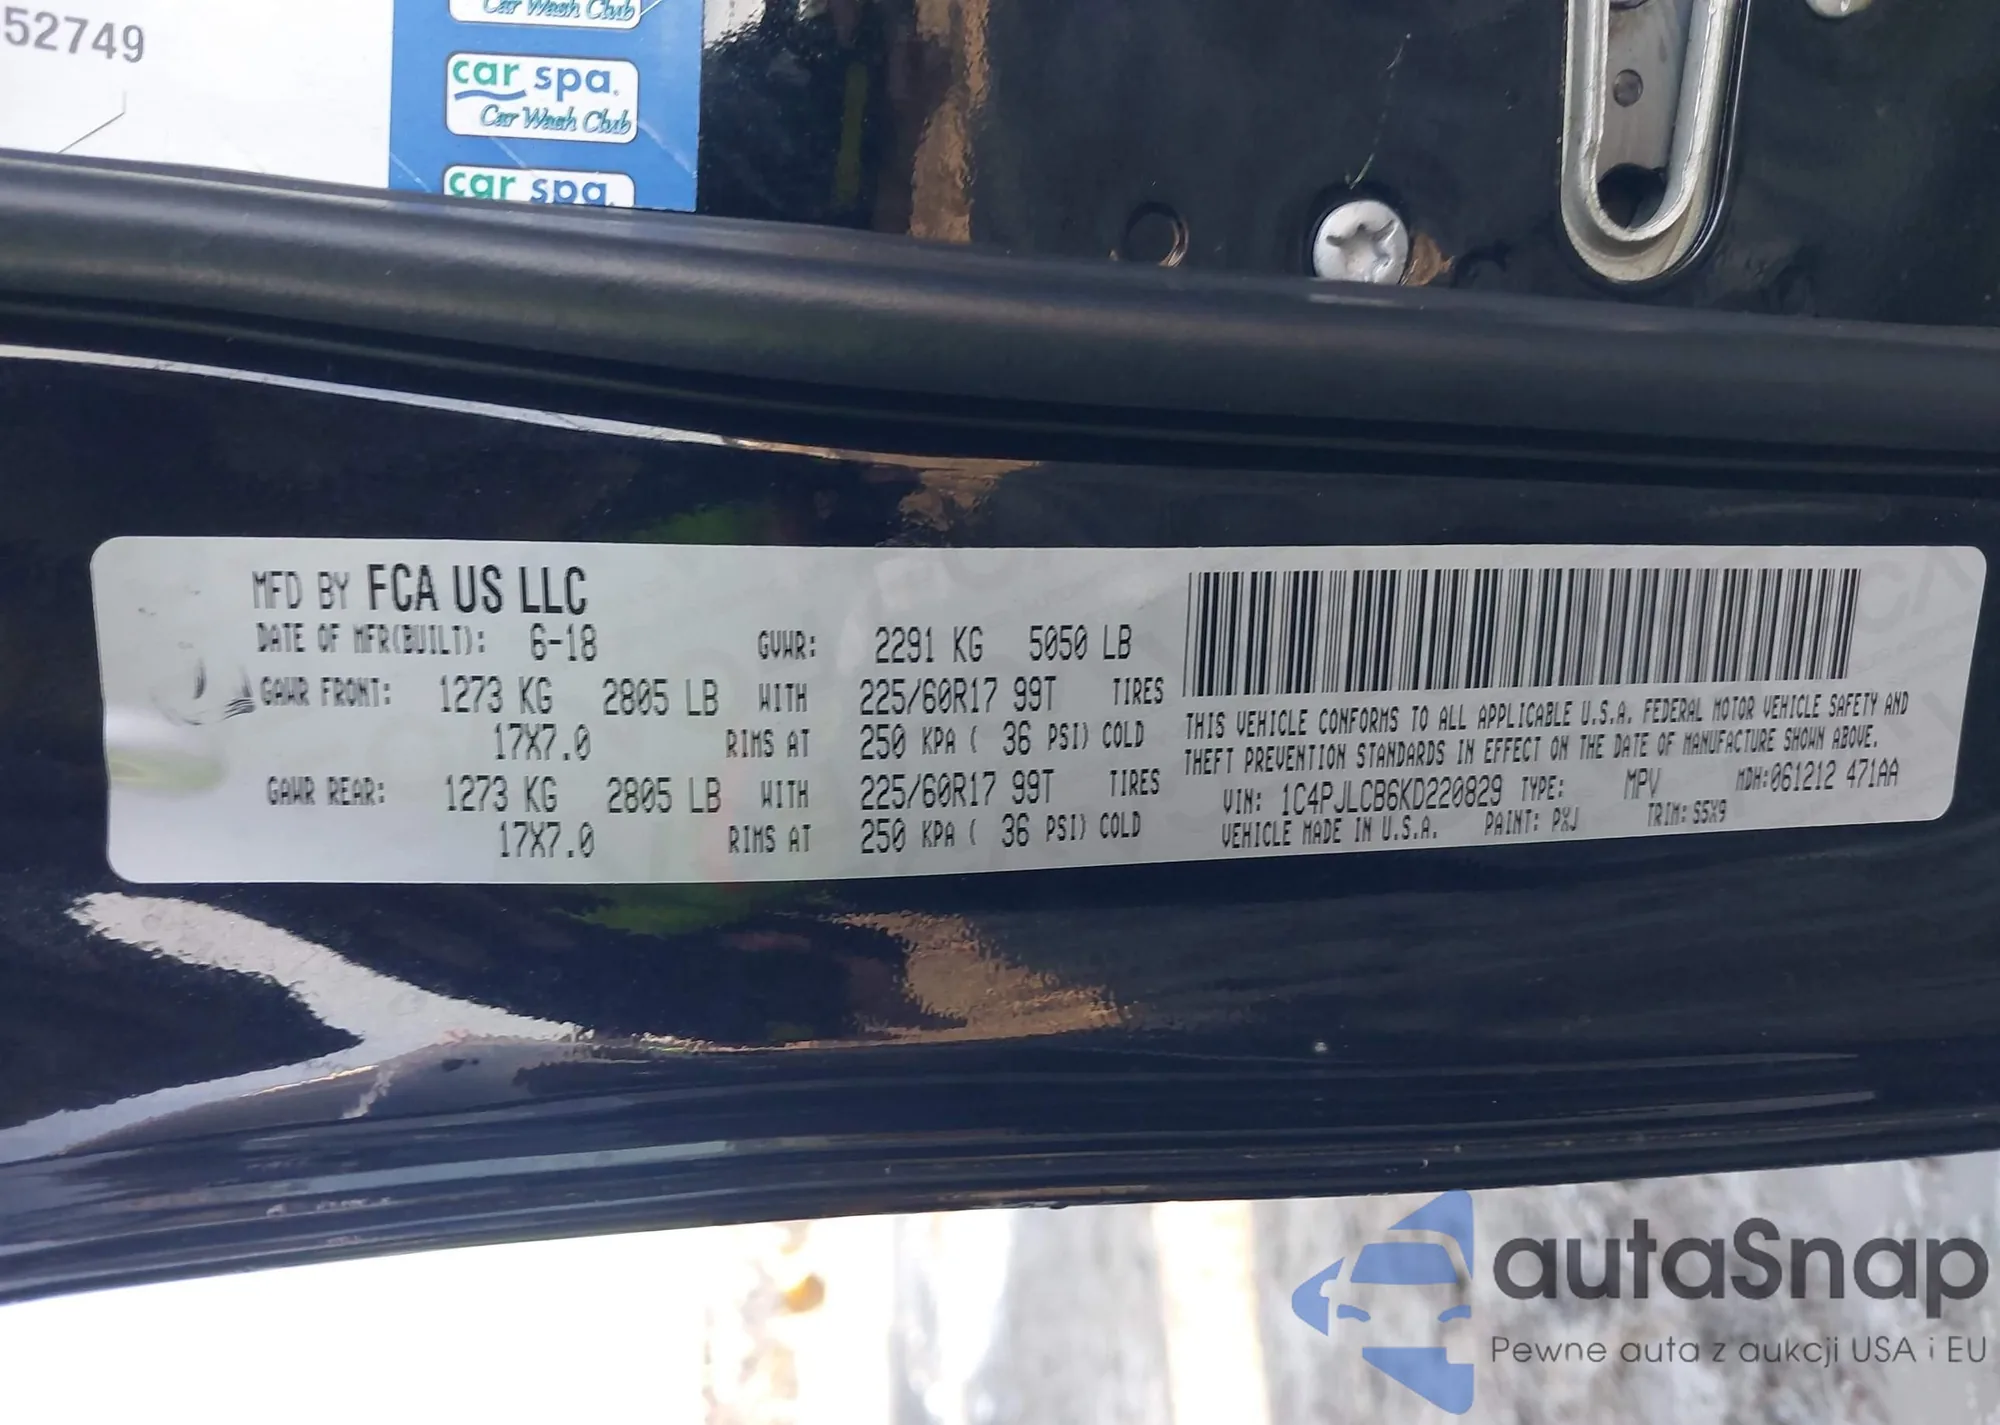 52749
Car Wash Club
car spa.
Car Wash Club
car spa.
MFD BY FCA US LLC
DATE OF MFR(BUILT): 6-18 GVWR: 2291 KG 5050 LB
GAWR FRONT: 1273 KG 2805 LB WITH 225/60R17 99T TIRES
17X7.0 RIMS AT 250 KPA ( 36 PSI) COLD
GAWR REAR: 1273 KG 2805 LB WITH 225/60R17 99T TIRES
17X7.0 RIMS AT 250 KPA ( 36 PSI) COLD
THIS VEHICLE CONFORMS TO ALL APPLICABLE U.S.A. FEDERAL MOTOR VEHICLE SAFETY AND
THEFT PREVENTION STANDARDS IN EFFECT ON THE DATE OF MANUFACTURE SHOWN ABOVE.
VIN: 1C4PJLCB6KD220829 TYPE: MPV MDH:061212 471AA
VEHICLE MADE IN U.S.A. PAINT: PXJ TRIM: S5X9
autoSnap
Pewne auta z aukcji USA i EU